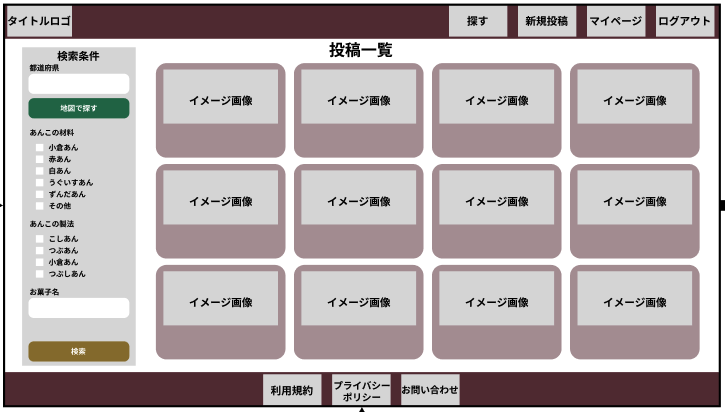 タイトルロゴ
探す
新規投稿
マイページ
ログアウト
投稿一覧
検索条件
都道府県
地図で探す
あんこの材料
小倉あん
赤あん
白あん
うぐいすあん
ずんだあん
その他
あんこの製法
こしあん
つぶあん
小倉あん
つぶしあん
お菓子名
検索
イメージ画像
イメージ画像
イメージ画像
イメージ画像
イメージ画像
イメージ画像
イメージ画像
イメージ画像
イメージ画像
イメージ画像
イメージ画像
イメージ画像
利用規約
プライバシー
ポリシー
お問い合わせ